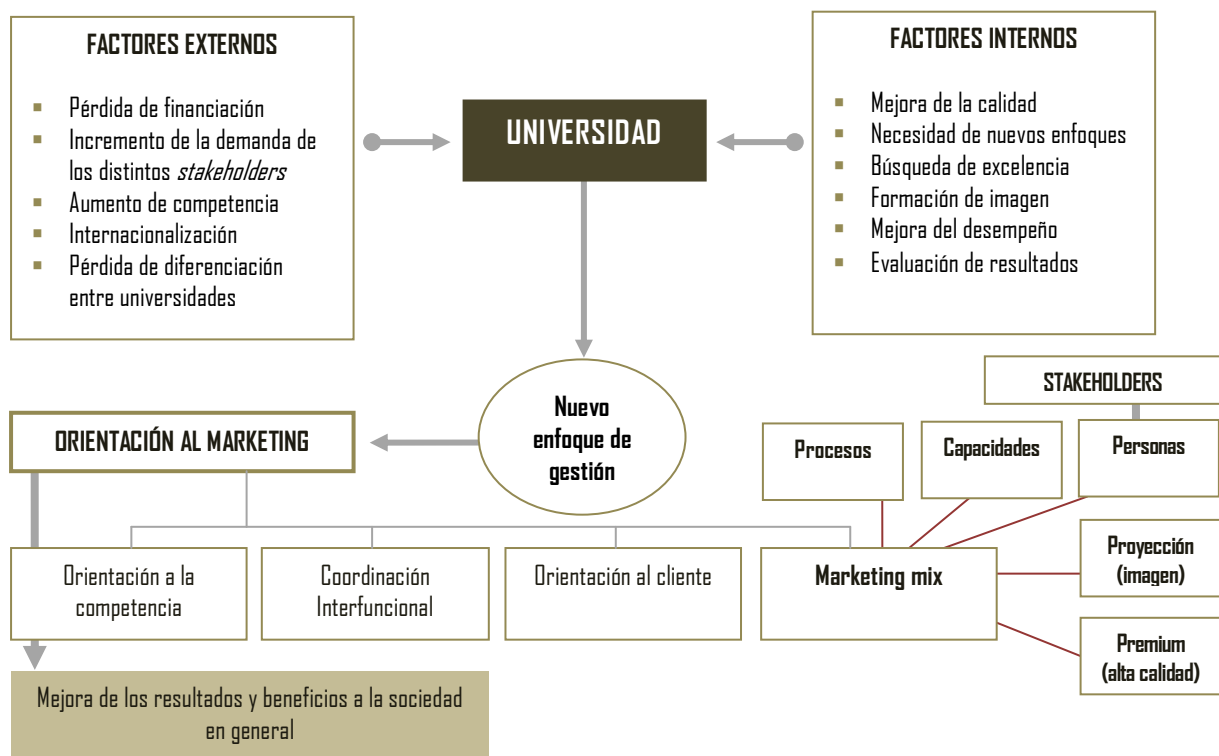 FACTORES EXTERNOS
Pérdida de financiación
Incremento de la demanda de
los distintos stakeholders
Aumento de competencia
Internacionalización
Pérdida de diferenciación
entre universidades
UNIVERSIDAD
FACTORES INTERNOS
Mejora de la calidad
Necesidad de nuevos enfoques
Búsqueda de excelencia
Formación de imagen
Mejora del desempeño
Evaluación de resultados
Nuevo
enfoque de
gestión
ORIENTACIÓN AL MARKETING
STAKEHOLDERS
Procesos
Capacidades
Personas
Orientación a la
competencia
Coordinación
Interfuncional
Orientación al cliente
Marketing mix
Proyección
(imagen)
Premium
(alta calidad)
Mejora de los resultados y beneficios a la sociedad
en general